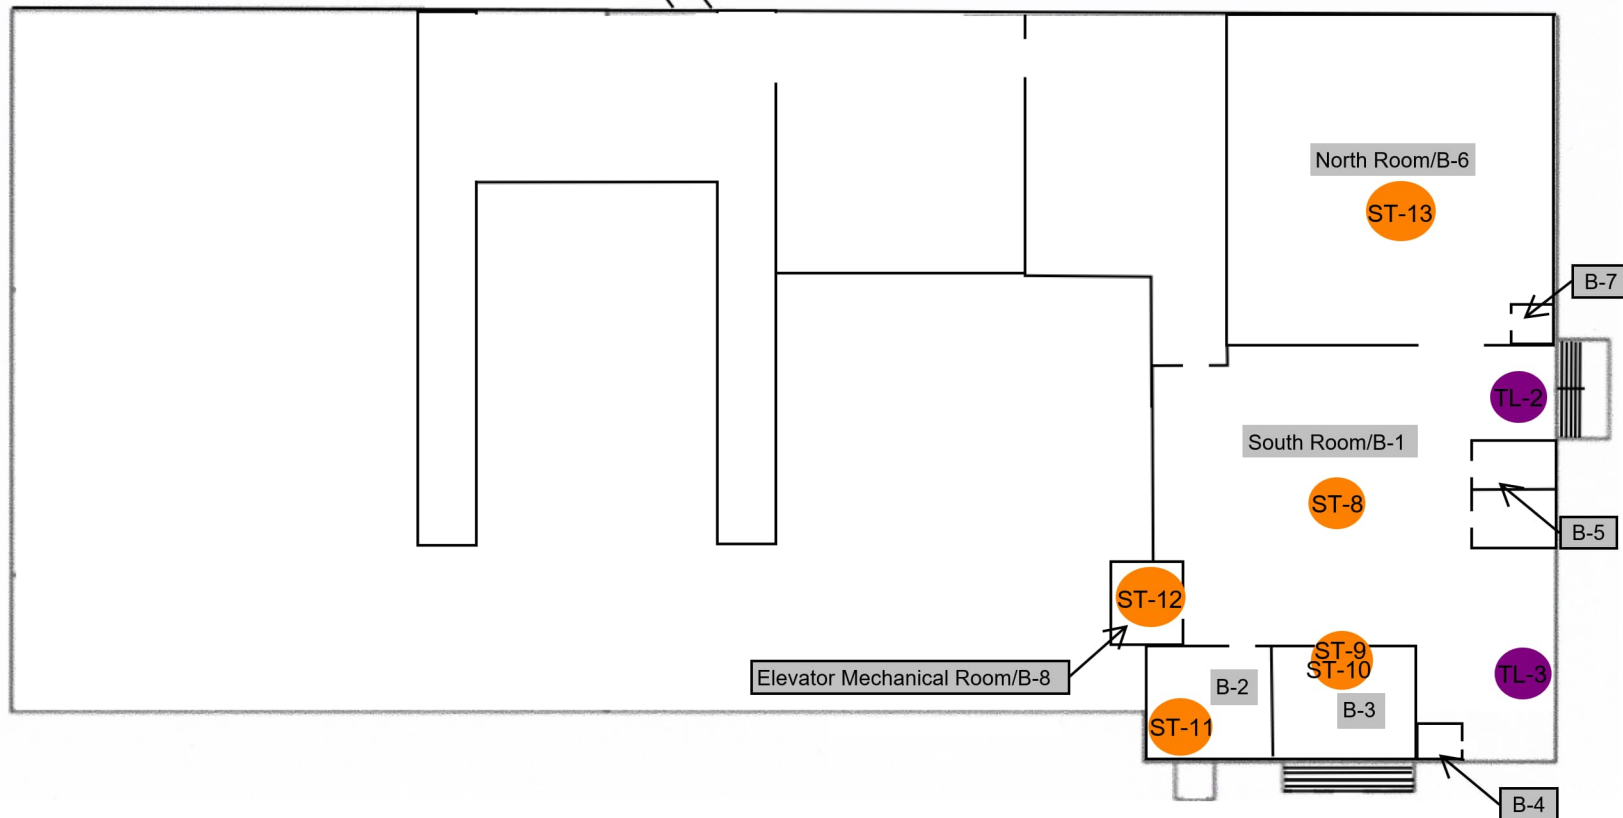 North Room/B-6
ST-13
B-7
TL-2
South Room/B-1
ST-8
B-5
ST-12
ST-9
ST-10
Elevator Mechanical Room/B-8
B-2
TL-3
B-3
ST-11
B-4